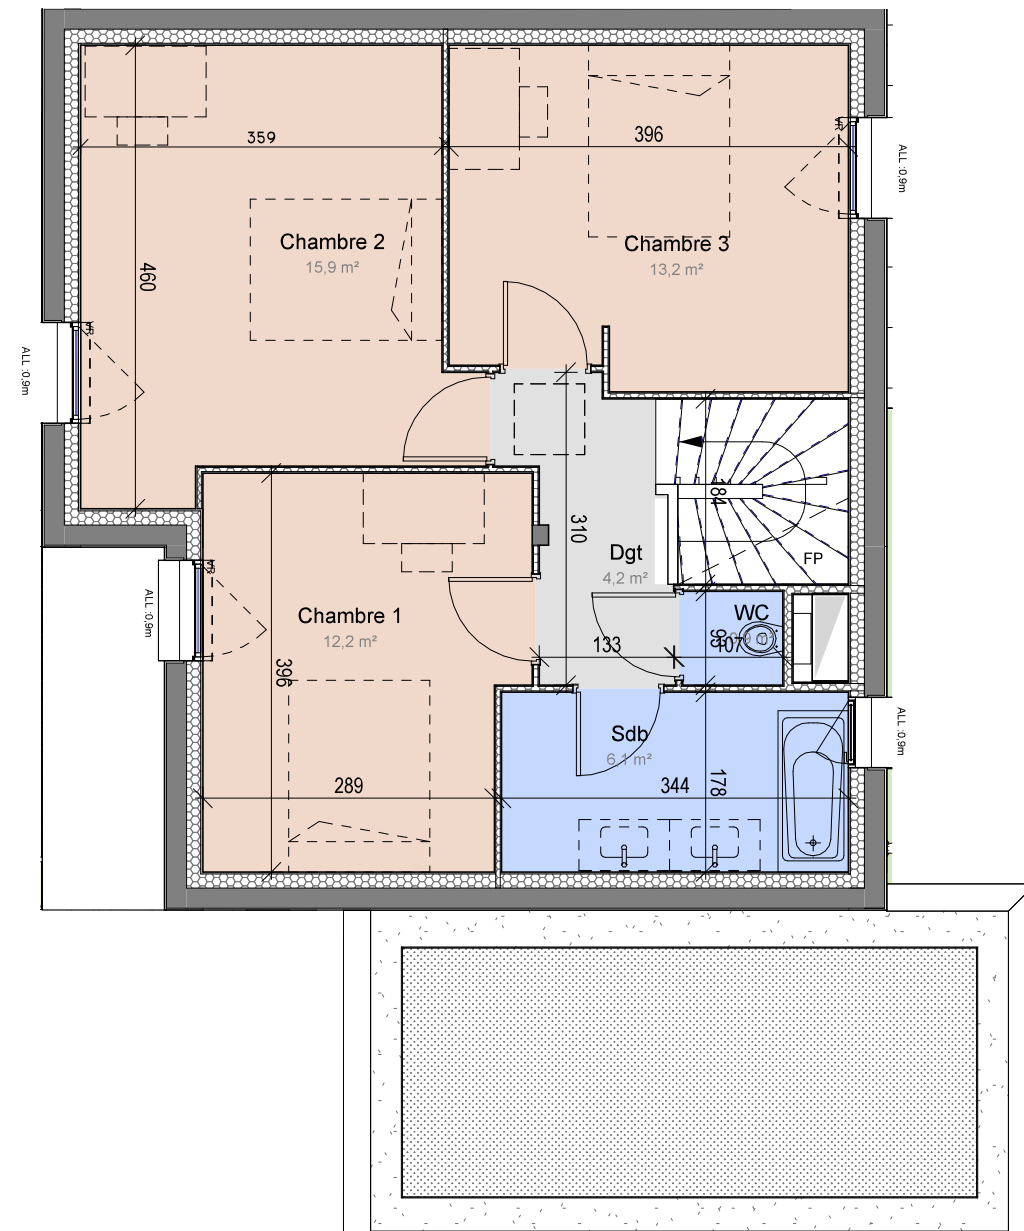 359
396
ALL :0,9m
Chambre 2
15,9 m²
Chambre 3
13,2 m²
460
ALL :0,9m
184
310
Dgt
4,2 m²
FP
ALL :0,9m
Chambre 1
12,2 m²
WC
133
107
396
Sdb
6,1 m²
ALL :0,9m
289
344
178